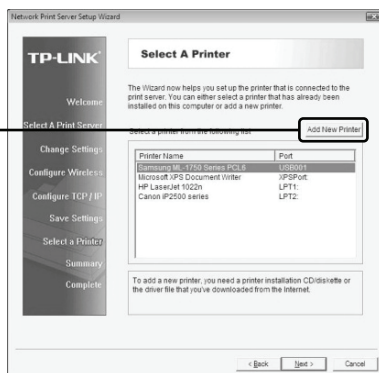 Network Print Server Setup Wizard
TP-LINK
Select A Printer
The Wizard now helps you set up the printer that is connected to the
print server. You can either select a printer that has already been
installed on this computer or add a new printer.
Welcome
Select A Print Server
Select a printer from the following list
Add New Printer
Change Settings
Configure Wireless
Configure TCP / IP
Save Settings
Select a Printer
Summary
Complete
Printer Name Port
Samsung ML-1750 Series PCL6 USB001
Microsoft XPS Document Writer XPSPort:
HP LaserJet 1022n LPT1:
Canon iP2500 series LPT2:
To add a new printer, you need a printer installation CD/diskette or
the driver file that you've downloaded from the Internet.
< Back Next > Cancel